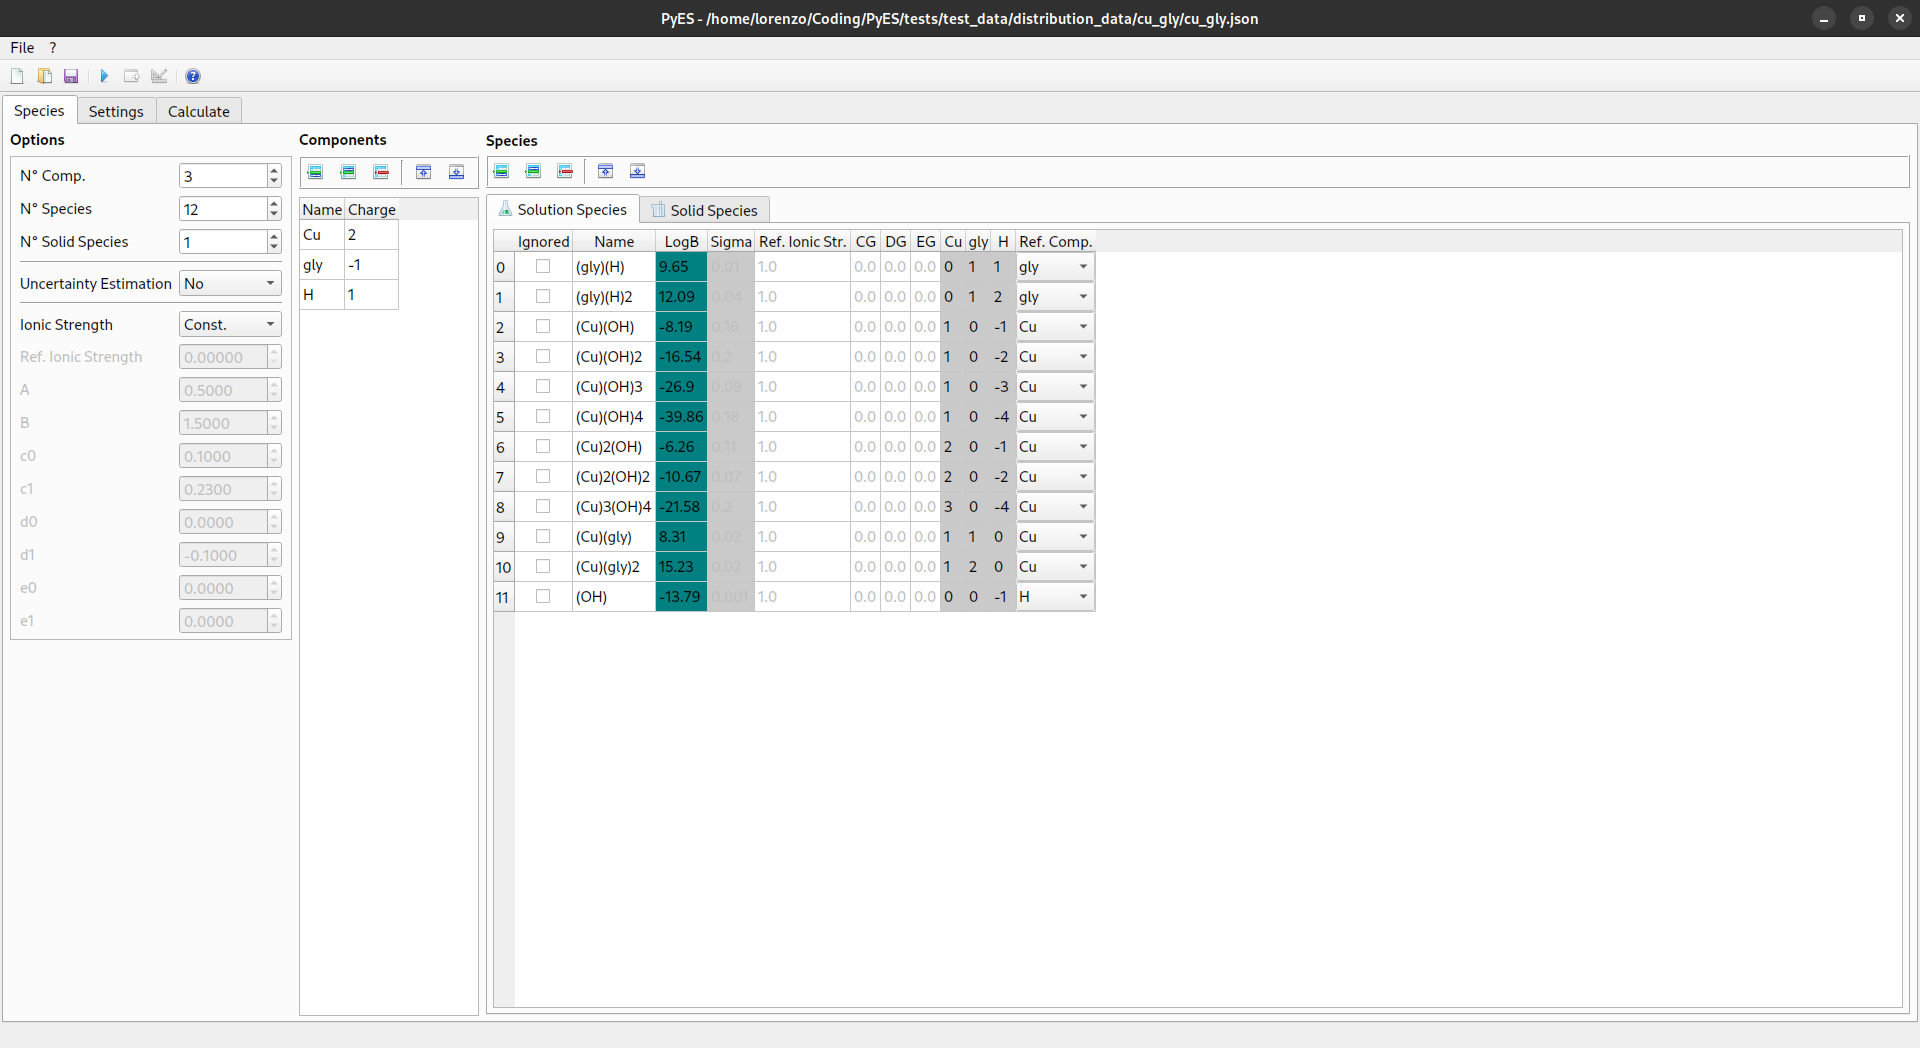 PyES - /home/lorenzo/Coding/PyES/tests/test_data/distribution_data/cu_gly/cu_gly.json
File ?
Species Settings Calculate
Options
N° Comp. 3
N° Species 12
N° Solid Species 1
Uncertainty Estimation No
Ionic Strength Const.
Ref. Ionic Strength 0.00000
A 0.5000
B 1.5000
c0 0.1000
c1 0.2300
d0 0.0000
d1 -0.1000
e0 0.0000
e1 0.0000
Components
Name Charge
Cu 2
gly -1
H 1
Species
Solution Species Solid Species
Ignored Name LogB Sigma Ref. Ionic Str. CG DG EG Cu gly H Ref. Comp.
0 (gly)(H) 9.65 0.01 1.0 0.0 0.0 0.0 0 1 1 gly
1 (gly)(H)2 12.09 0.04 1.0 0.0 0.0 0.0 0 1 2 gly
2 (Cu)(OH) -8.19 0.16 1.0 0.0 0.0 0.0 1 0 -1 Cu
3 (Cu)(OH)2 -16.54 0.2 1.0 0.0 0.0 0.0 1 0 -2 Cu
4 (Cu)(OH)3 -26.9 0.09 1.0 0.0 0.0 0.0 1 0 -3 Cu
5 (Cu)(OH)4 -39.86 0.18 1.0 0.0 0.0 0.0 1 0 -4 Cu
6 (Cu)2(OH) -6.26 0.11 1.0 0.0 0.0 0.0 2 0 -1 Cu
7 (Cu)2(OH)2 -10.67 0.07 1.0 0.0 0.0 0.0 2 0 -2 Cu
8 (Cu)3(OH)4 -21.58 0.2 1.0 0.0 0.0 0.0 3 0 -4 Cu
9 (Cu)(gly) 8.31 0.02 1.0 0.0 0.0 0.0 1 1 0 Cu
10 (Cu)(gly)2 15.23 0.02 1.0 0.0 0.0 0.0 1 2 0 Cu
11 (OH) -13.79 0.001 1.0 0.0 0.0 0.0 0 0 -1 H